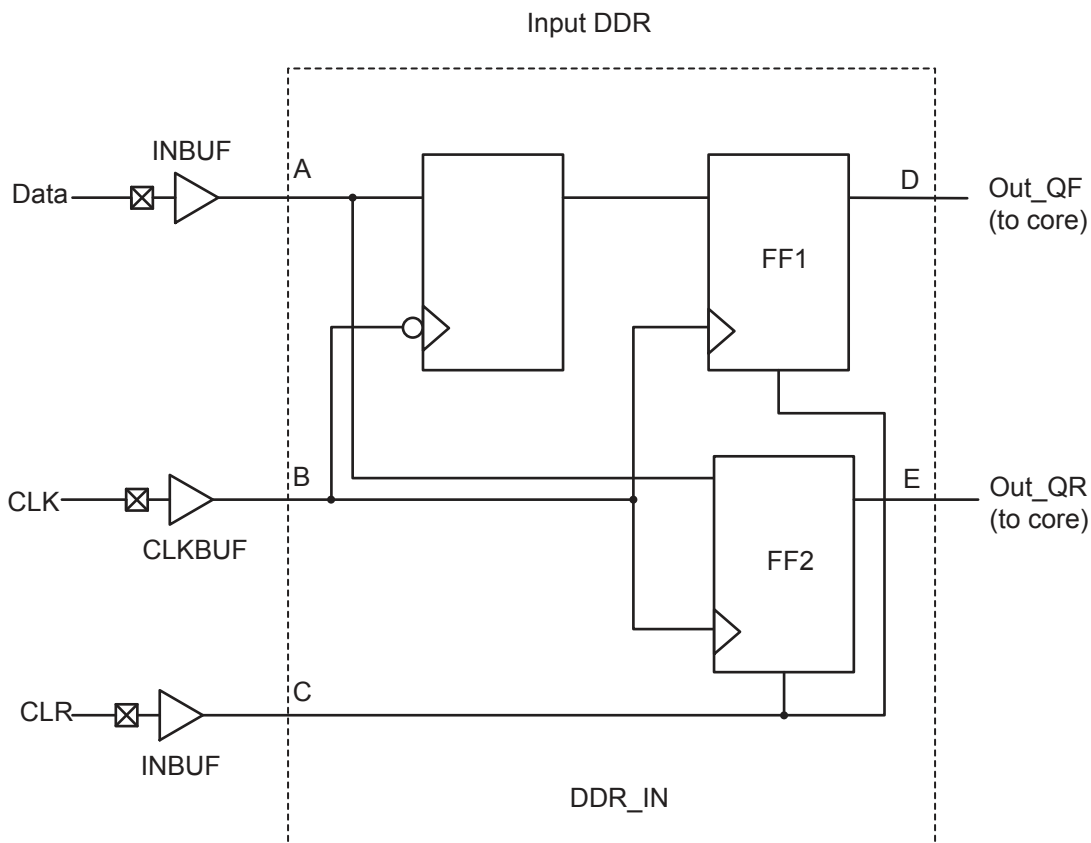 Input DDR
INBUF
Data
A
D
Out_QF
(to core)
FF1
CLK
CLKBUF
B
E
Out_QR
(to core)
FF2
CLR
INBUF
C
DDR_IN